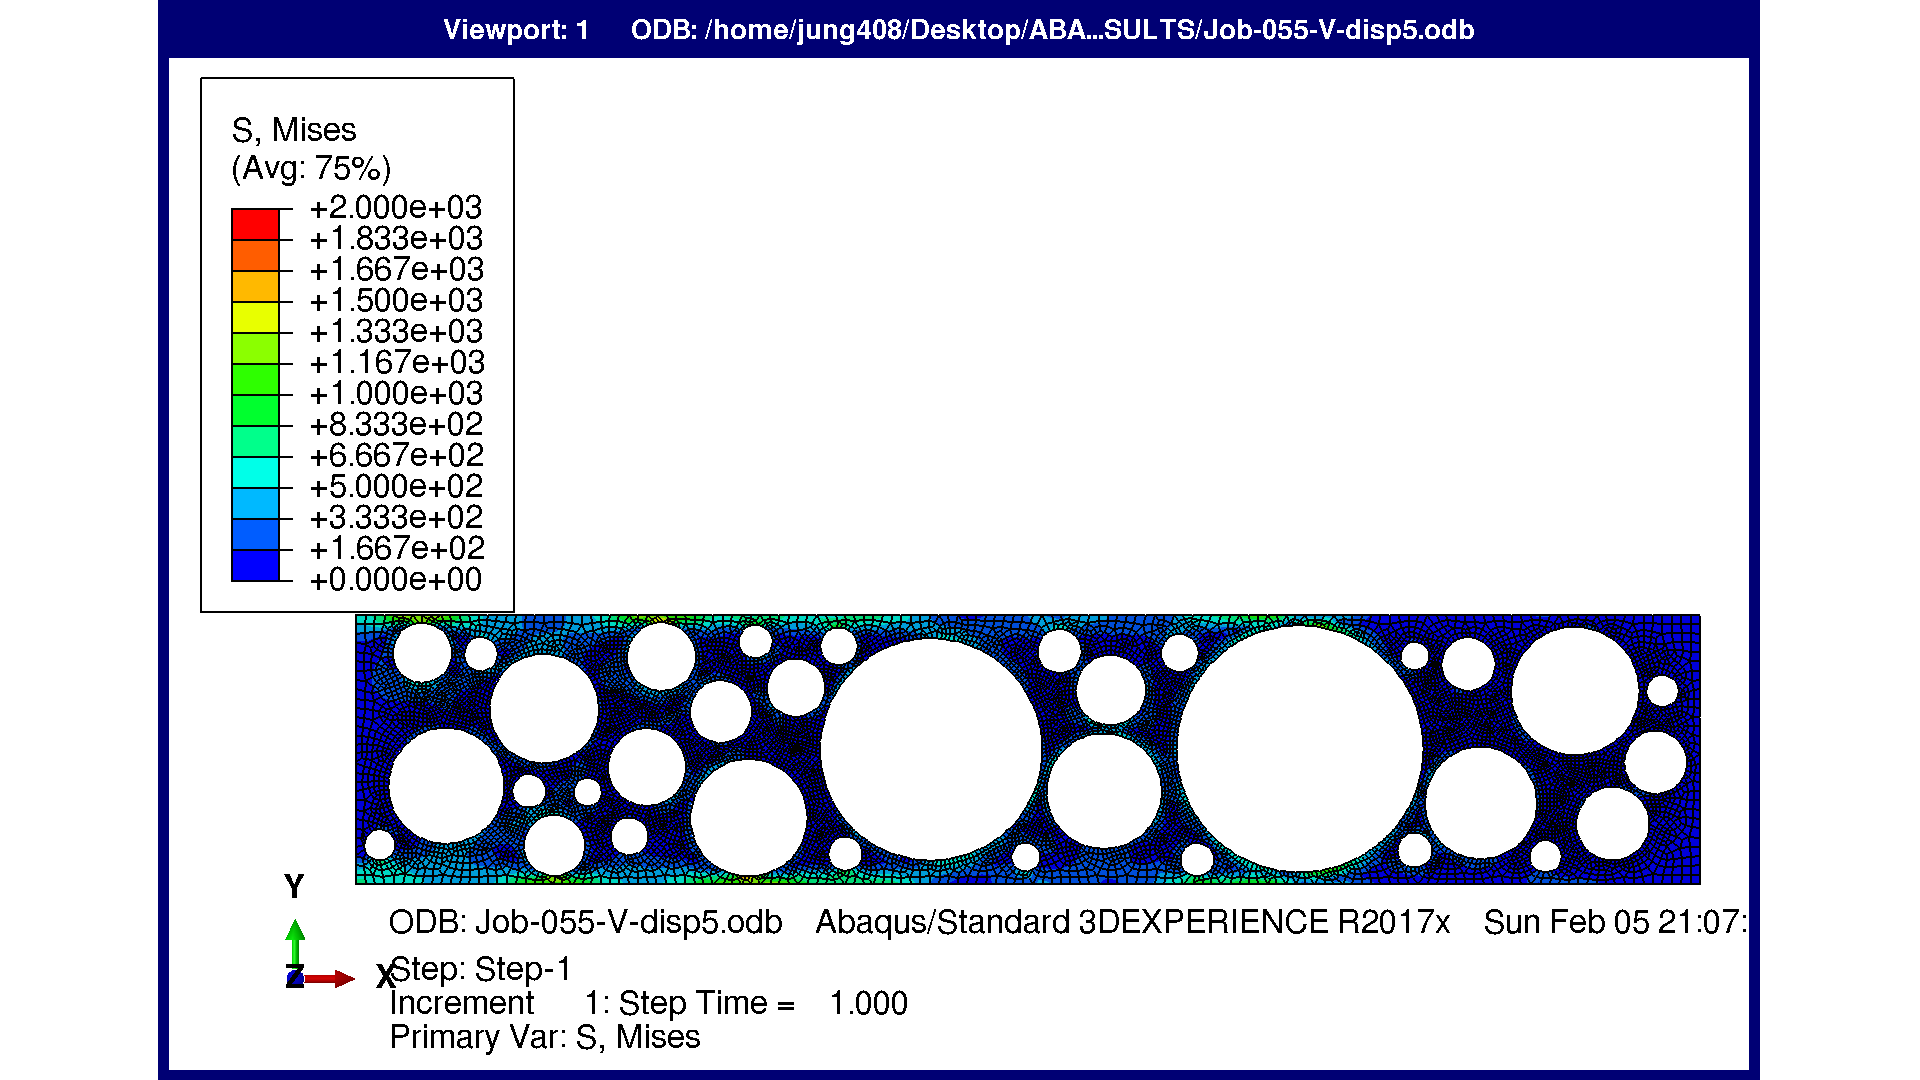 Viewport: 1 ODB: /home/jung408/Desktop/ABA...SULTS/Job-055-V-disp5.odb
S, Mises
(Avg: 75%)
+2.000e+03
+1.833e+03
+1.667e+03
+1.500e+03
+1.333e+03
+1.167e+03
+1.000e+03
+8.333e+02
+6.667e+02
+5.000e+02
+3.333e+02
+1.667e+02
+0.000e+00
Y
Z X
ODB: Job-055-V-disp5.odb Abaqus/Standard 3DEXPERIENCE R2017x Sun Feb 05 21:07:
Step: Step-1
Increment 1: Step Time = 1.000
Primary Var: S, Mises